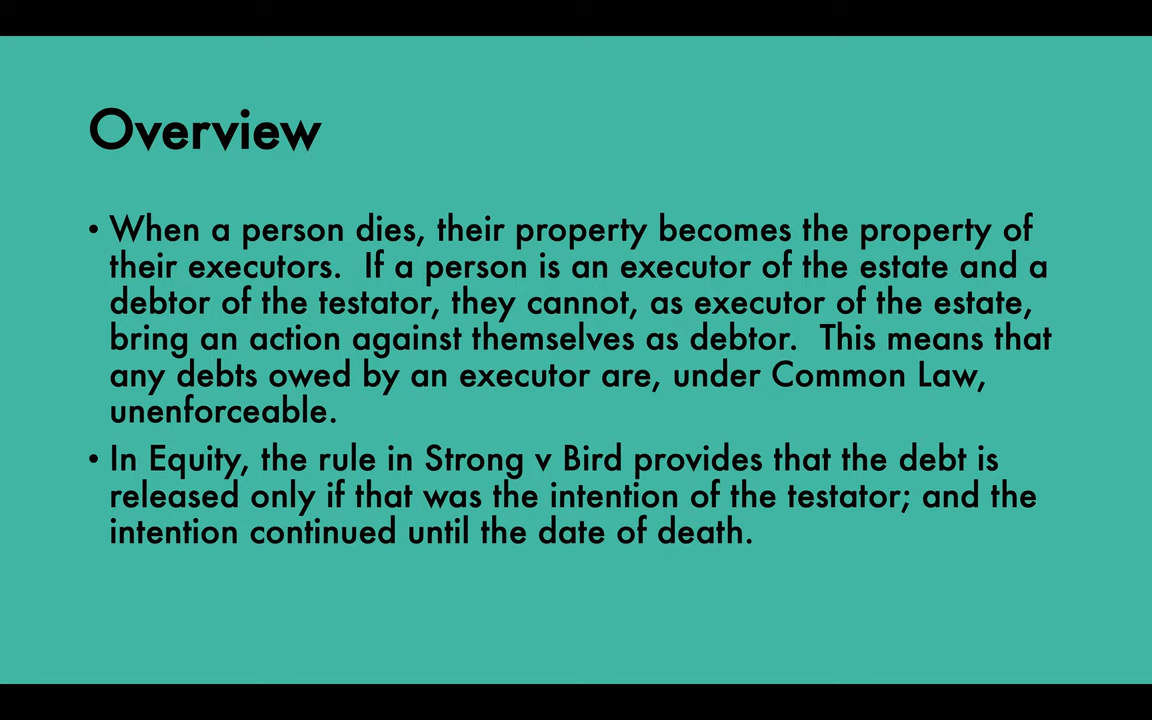 Overview
• When a person dies, their property becomes the property of
their executors.  If a person is an executor of the estate and a
debtor of the testator, they cannot, as executor of the estate,
bring an action against themselves as debtor.  This means that
any debts owed by an executor are, under Common Law,
unenforceable.
• In Equity, the rule in Strong v Bird provides that the debt is
released only if that was the intention of the testator; and the
intention continued until the date of death.